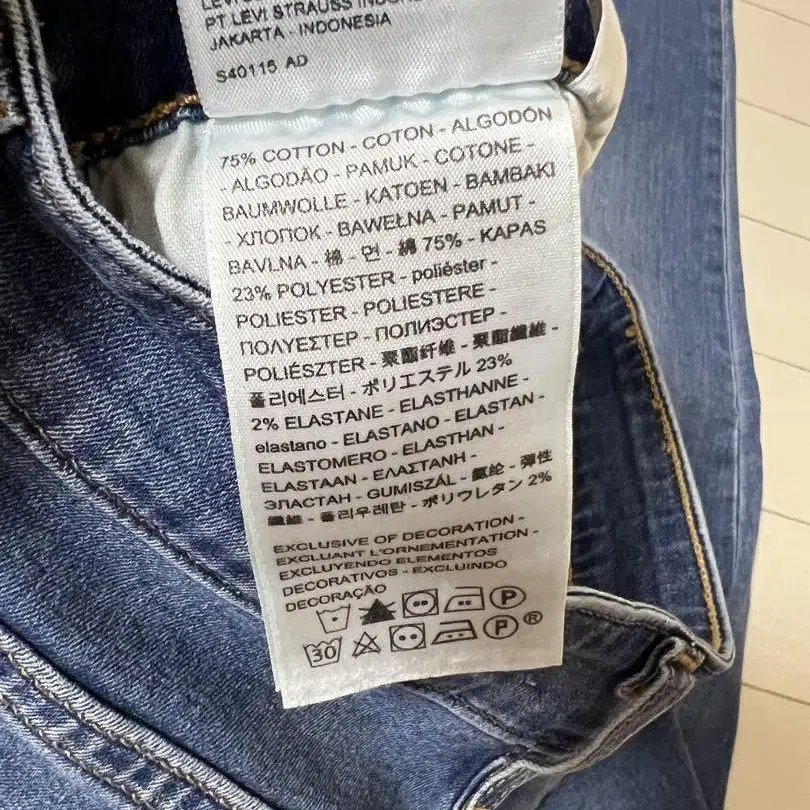 PT LEVI STRAUSS INDONE
JAKARTA - INDONESIA
S40115 AD
75% COTTON - COTON - ALGODÓN
- ALGODÃO - PAMUK - COTONE -
BAUMWOLLE - KATOEN - BAMBAKI
- ХЛОПОК - BAWEŁNA - PAMUT -
BAVLNA - 棉 - 면 - 綿 75% - KAPAS
23% POLYESTER - poliéster -
POLIESTER - POLIESTERE -
ΠΟΛΥΕΣΤΕΡ - ПОЛИЭСТЕР -
POLIÉSZTER - 聚酯纤维 - 聚酯纖維 -
폴리에스터 - ポリエステル 23%
2% ELASTANE - ELASTHANNE -
elastano - ELASTANO - ELASTAN -
ELASTOMERO - ELASTHAN -
ELASTAAN - ΕΛΑΣΤΑΝΗ -
ЭЛАСТАН - GUMISZÁL - 氨纶 - 彈性
纖維 - 폴리우레탄 - ポリウレタン 2%
EXCLUSIVE OF DECORATION -
EXCLUANT L'ORNEMENTATION -
EXCLUYENDO ELEMENTOS
DECORATIVOS - EXCLUINDO
DECORAÇÃO
P
30 P ®